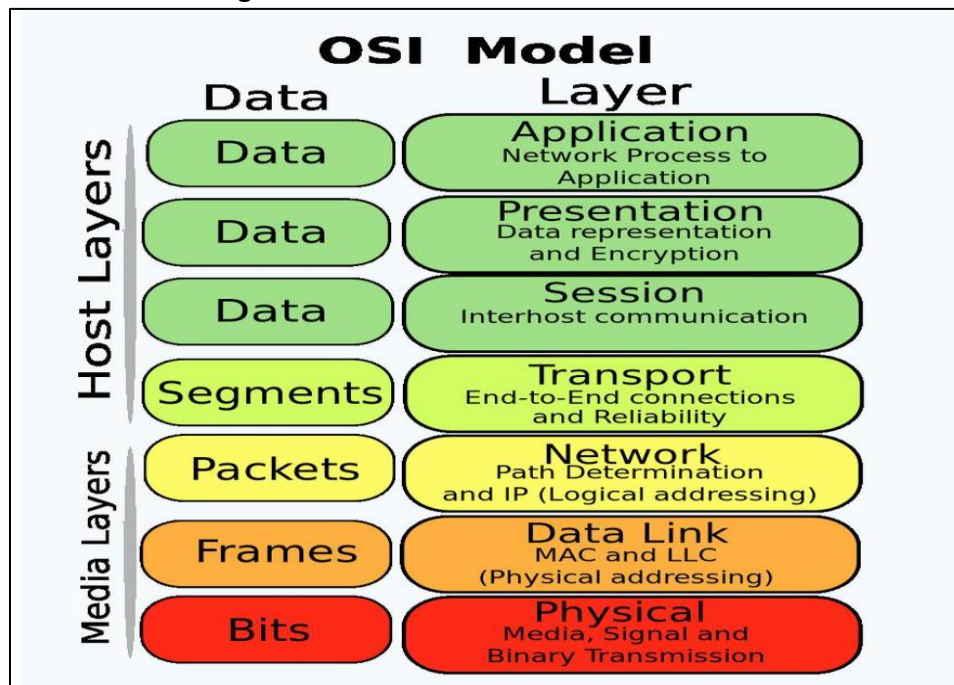 OSI Model
Data
Layer
Host Layers
Data
Application
Network Process to
Application
Data
Presentation
Data representation
and Encryption
Data
Session
Interhost communication
Segments
Transport
End-to-End connections
and Reliability
Media Layers
Packets
Network
Path Determination
and IP (Logical addressing)
Frames
Data Link
MAC and LLC
(Physical addressing)
Bits
Physical
Media, Signal and
Binary Transmission